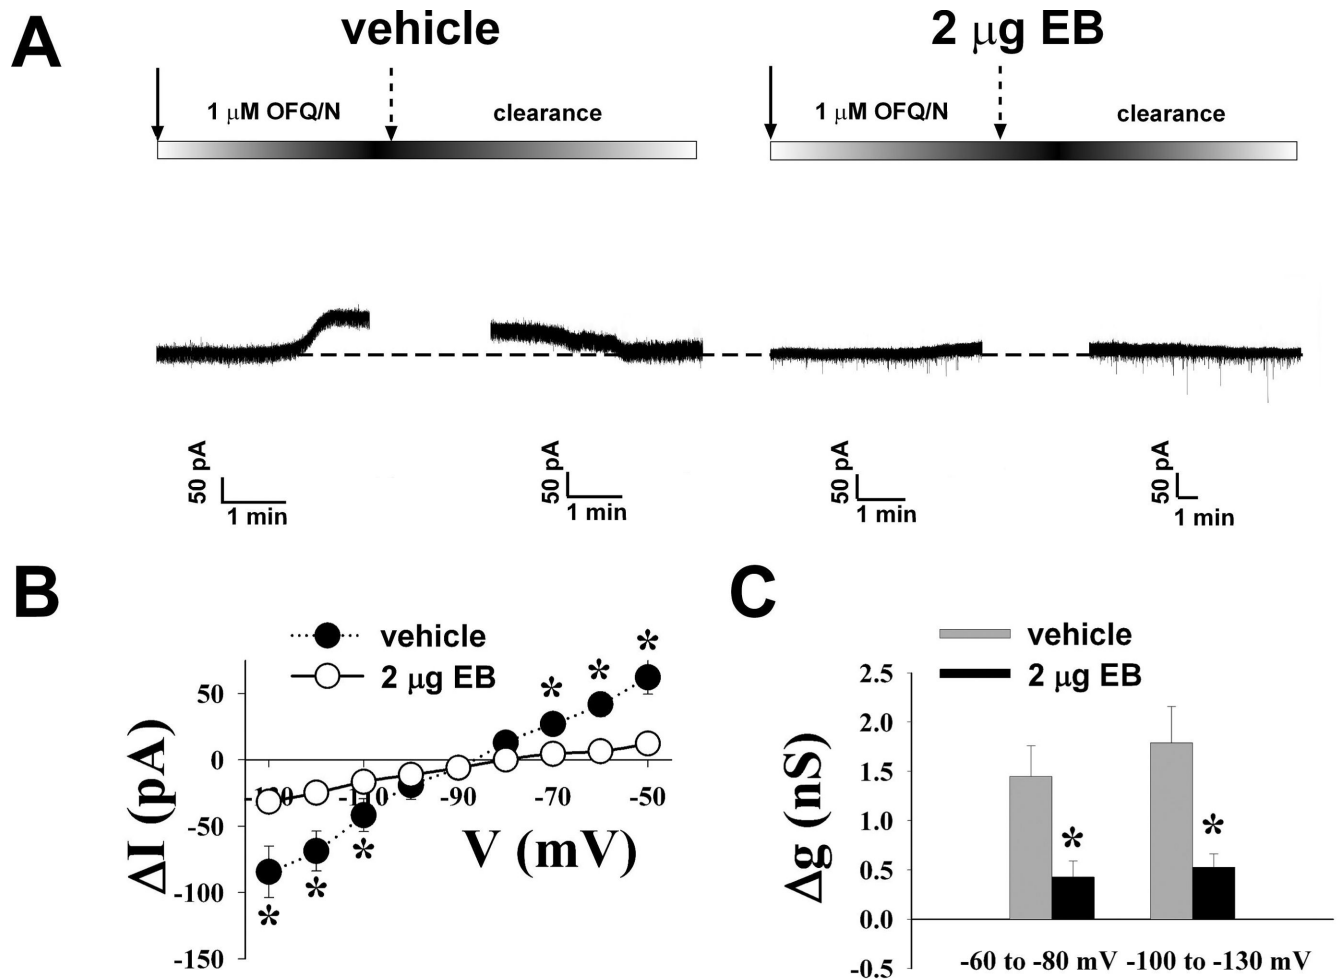 A
vehicle
2 μg EB
1 μM OFQ/N
clearance
1 μM OFQ/N
clearance
50 pA
1 min
50 pA
1 min
50 pA
1 min
50 pA
1 min
B
vehicle
2 μg EB
ΔI (pA)
50
0
-50
-100
-150
-130
-110
-90
-70
-50
V (mV)
*
*
*
*
*
*
C
vehicle
2 μg EB
Δg (nS)
2.5
2.0
1.5
1.0
0.5
0.0
-0.5
*
*
-60 to -80 mV
-100 to -130 mV